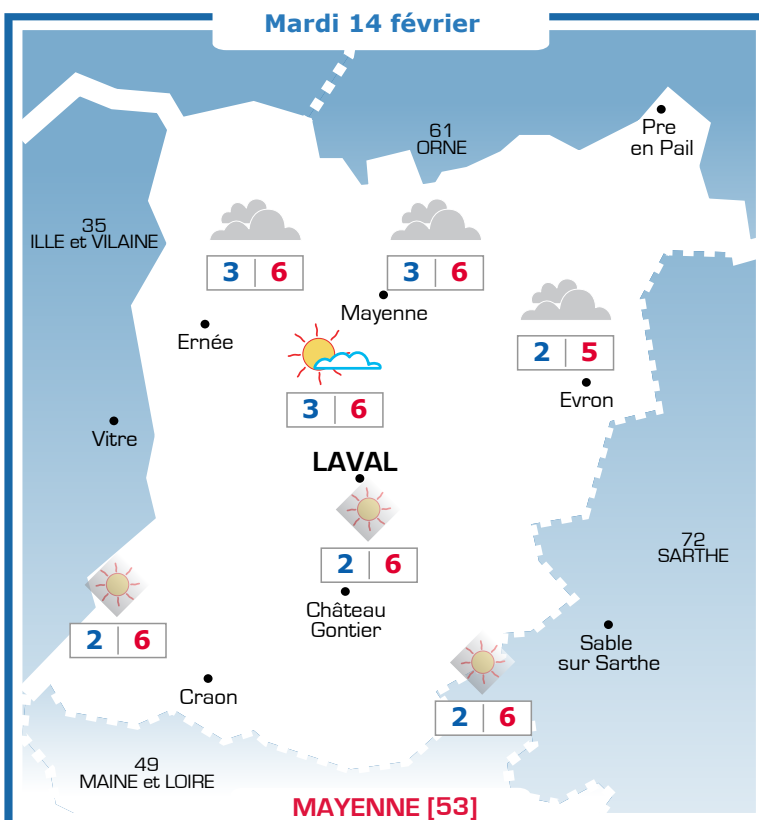 Mardi 14 février
61
ORNE
Pre
en Pail
35
ILLE et VILAINE
3 6
3 6
Mayenne
Ernée
2 5
Evron
3 6
Vitre
LAVAL
72
SARTHE
2 6
Château
Gontier
2 6
Sable
sur Sarthe
Craon
2 6
49
MAINE et LOIRE
MAYENNE [53]